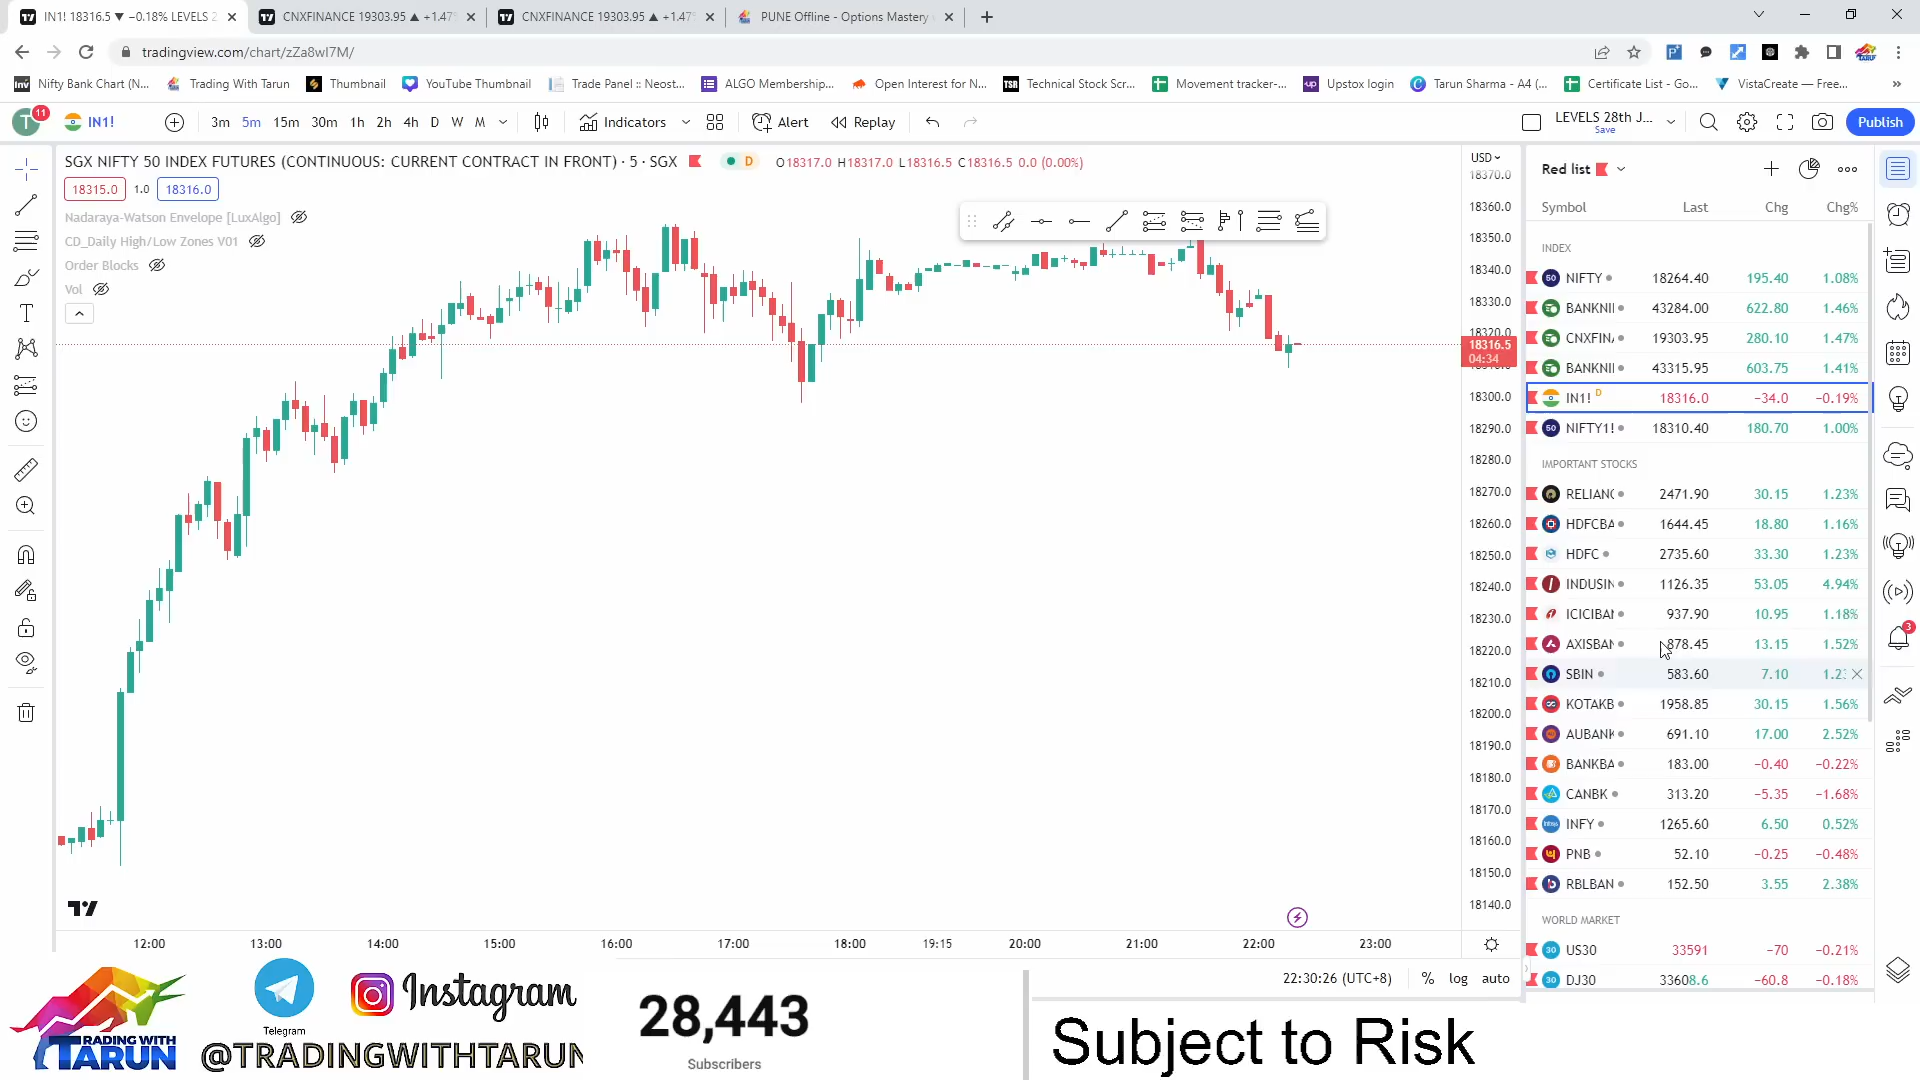 IN1! 18316.5 ▼ −0.18% LEVELS 2
CNXFINANCE 19303.95 ▲ +1.47%
CNXFINANCE 19303.95 ▲ +1.47%
PUNE Offline - Options Mastery
tradingview.com/chart/zZa8wI7M/
Nifty Bank Chart (N...
Trading With Tarun
Thumbnail
YouTube Thumbnail
Trade Panel :: Neost...
ALGO Membership...
Open Interest for N...
Technical Stock Scr...
Movement tracker-...
Upstox login
Tarun Sharma - A4 (...
Certificate List - Go...
VistaCreate — Free...
T 11 IN1! 3m 5m 15m 30m 1h 2h 4h D W M Indicators Alert Replay
LEVELS 28th J...
Save
Publish
SGX NIFTY 50 INDEX FUTURES (CONTINUOUS: CURRENT CONTRACT IN FRONT) · 5 · SGX D O18317.0 H18317.0 L18316.5 C18316.5 0.0 (0.00%)
18315.0 1.0 18316.0
Nadaraya-Watson Envelope [LuxAlgo]
CD_Daily High/Low Zones V01
Order Blocks
Vol
USD
18370.0
18360.0
18350.0
18340.0
18330.0
18320.0
18316.5
04:34
18300.0
18290.0
18280.0
18270.0
18260.0
18250.0
18240.0
18230.0
18220.0
18210.0
18200.0
18190.0
18180.0
18170.0
18160.0
18150.0
18140.0
12:00 13:00 14:00 15:00 16:00 17:00 18:00 19:15 20:00 21:00 22:00 23:00
22:30:26 (UTC+8) % log auto
Red list
Symbol Last Chg Chg%
INDEX
50 NIFTY 18264.40 195.40 1.08%
BANKNII 43284.00 622.80 1.46%
CNXFIN 19303.95 280.10 1.47%
BANKNII 43315.95 603.75 1.41%
IN1! D 18316.0 −34.0 −0.19%
50 NIFTY1! 18310.40 180.70 1.00%
IMPORTANT STOCKS
RELIANC 2471.90 30.15 1.23%
HDFCBA 1644.45 18.80 1.16%
HDFC 2735.60 33.30 1.23%
INDUSIN 1126.35 53.05 4.94%
ICICIBAN 937.90 10.95 1.18%
AXISBAN 878.45 13.15 1.52%
SBIN 583.60 7.10 1.23
KOTAKB 1958.85 30.15 1.56%
AUBANK 691.10 17.00 2.52%
BANKBA 183.00 −0.40 −0.22%
CANBK 313.20 −5.35 −1.68%
INFY 1265.60 6.50 0.52%
PNB 52.10 −0.25 −0.48%
RBLBAN 152.50 3.55 2.38%
WORLD MARKET
30 US30 33591 −70 −0.21%
30 DJ30 33608.6 −60.8 −0.18%
3
TRADING WITH
TARUN
Telegram
Instagram
@TRADINGWITHTARUN
28,443
Subscribers
Subject to Risk